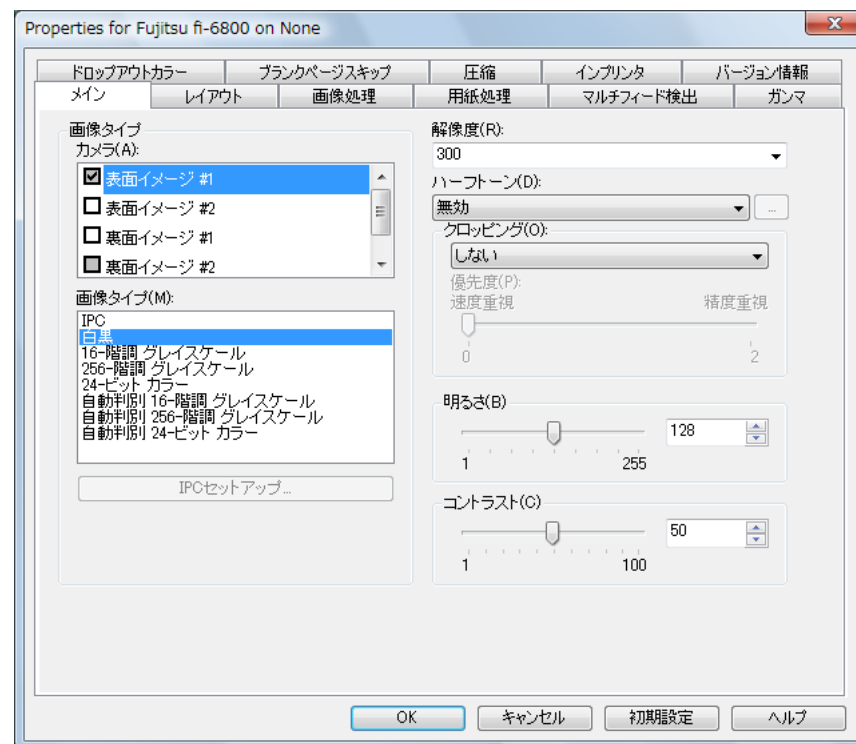 Properties for Fujitsu fi-6800 on None
ドロップアウトカラー
ブランクページスキップ
圧縮
インプリンタ
バージョン情報
メイン
レイアウト
画像処理
用紙処理
マルチフィード検出
ガンマ
画像タイプ
カメラ(A):
表面イメージ #1
表面イメージ #2
裏面イメージ #1
裏面イメージ #2
画像タイプ(M):
IPC
白黒
16-階調 グレイスケール
256-階調 グレイスケール
24-ビット カラー
自動判別 16-階調 グレイスケール
自動判別 256-階調 グレイスケール
自動判別 24-ビット カラー
IPCセットアップ...
解像度(R):
300
ハーフトーン(D):
無効
...
クロッピング(O):
しない
優先度(P):
速度重視 精度重視
0 2
明るさ(B)
128
1 255
コントラスト(C)
50
1 100
OK
キャンセル
初期設定
ヘルプ